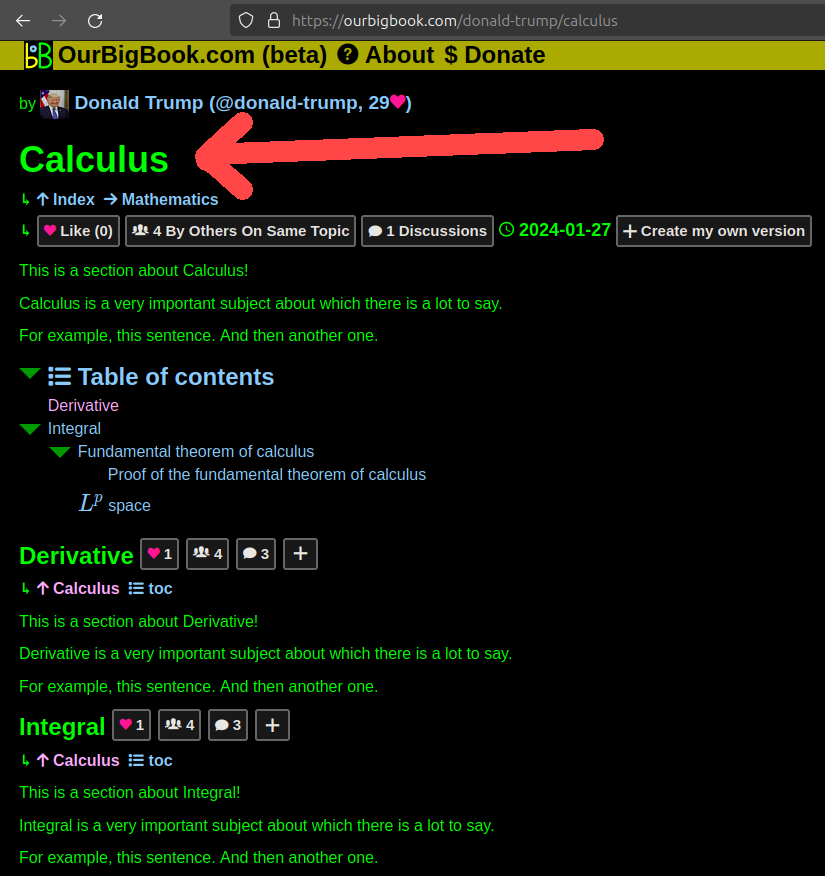 https://ourbigbook.com/donald-trump/calculus
OurBigBook.com (beta) ? About $ Donate
by Donald Trump (@donald-trump, 29♥)
Calculus
↳ ↑ Index → Mathematics
↳ ♥ Like (0) 4 By Others On Same Topic 1 Discussions 2024-01-27 + Create my own version
This is a section about Calculus!
Calculus is a very important subject about which there is a lot to say.
For example, this sentence. And then another one.
Table of contents
Derivative
Integral
Fundamental theorem of calculus
Proof of the fundamental theorem of calculus
Lᵖ space
Derivative ♥ 1 4 3 +
↳ ↑ Calculus toc
This is a section about Derivative!
Derivative is a very important subject about which there is a lot to say.
For example, this sentence. And then another one.
Integral ♥ 1 4 3 +
↳ ↑ Calculus toc
This is a section about Integral!
Integral is a very important subject about which there is a lot to say.
For example, this sentence. And then another one.